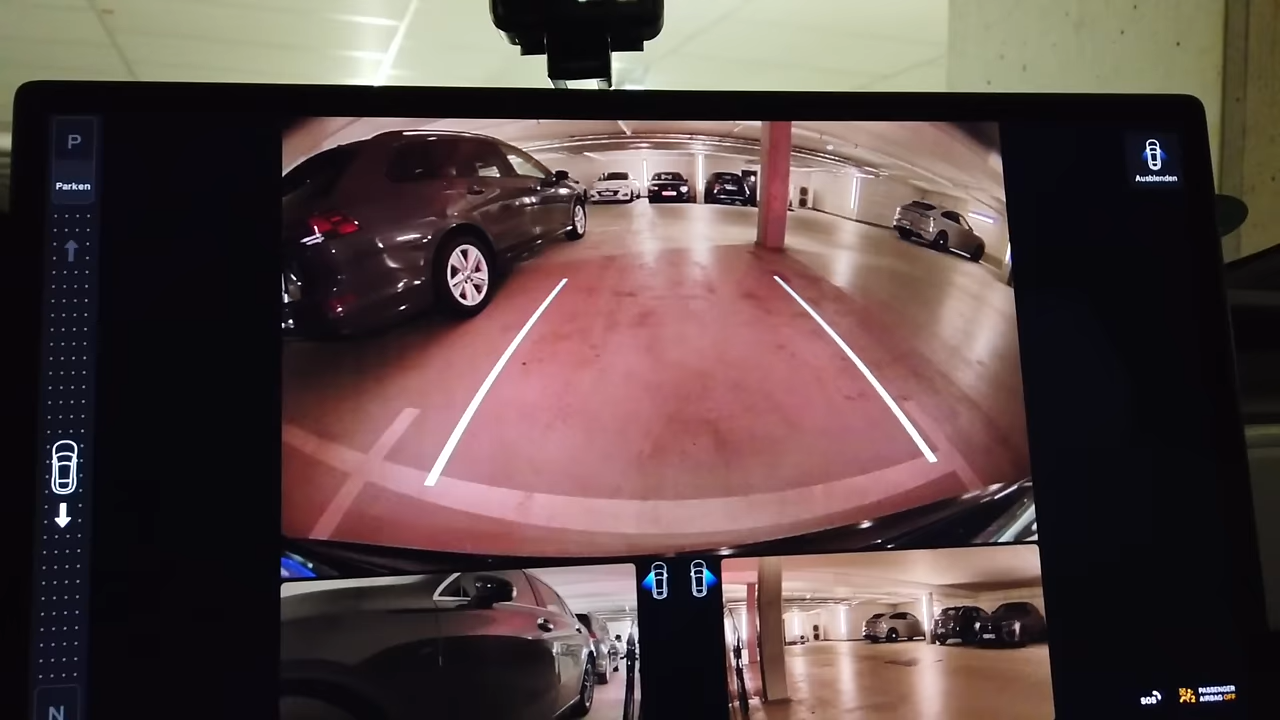 P
Parken
Ausblenden
N
SOS
PASSENGER
AIRBAG OFF